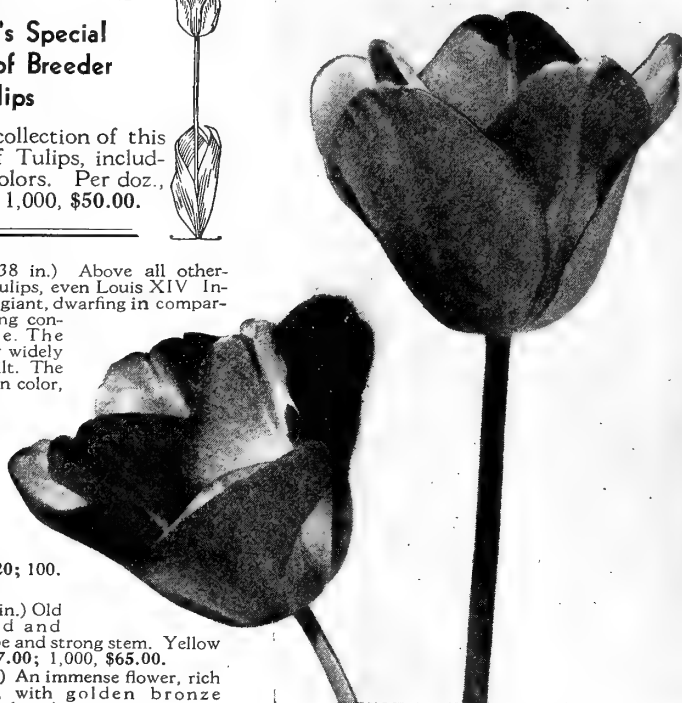 's Special
of Breeder
lips
collection of this
f Tulips, includ-
olors. Per doz.,
1,000, $50.00.
38 in.) Above all other-
ulips, even Louis XIV In-
giant, dwarfing in compar-
ng con-
e. The
widely
lt. The
n color,
20; 100.
in.) Old
d and
e and strong stem. Yellow
7.00; 1,000, $65.00.
) An immense flower, rich
, with golden bronze